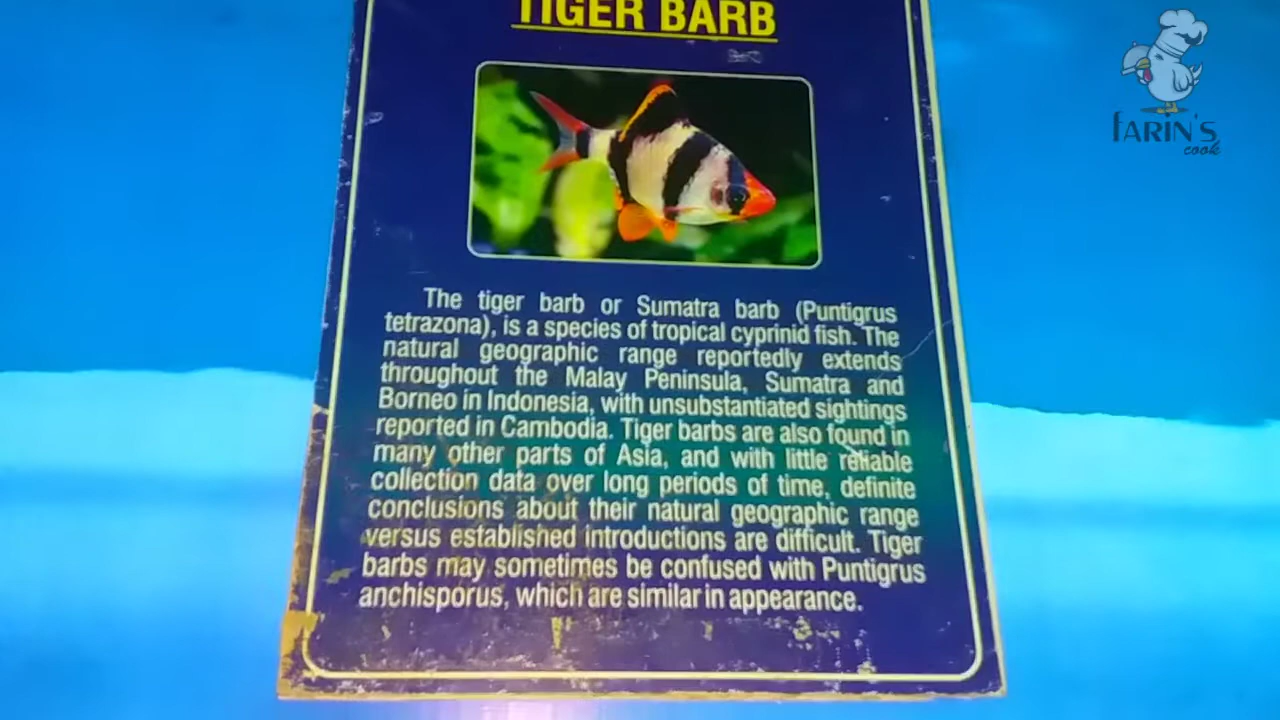 TIGER BARB
fARIN'S
cook
The tiger barb or Sumatra barb (Puntigrus
tetrazona), is a species of tropical cyprinid fish. The
natural geographic range reportedly extends
throughout the Malay Peninsula, Sumatra and
Borneo in Indonesia, with unsubstantiated sightings
reported in Cambodia. Tiger barbs are also found in
many other parts of Asia, and with little reliable
collection data over long periods of time, definite
conclusions about their natural geographic range
versus established introductions are difficult. Tiger
barbs may sometimes be confused with Puntigrus
anchisporus, which are similar in appearance.